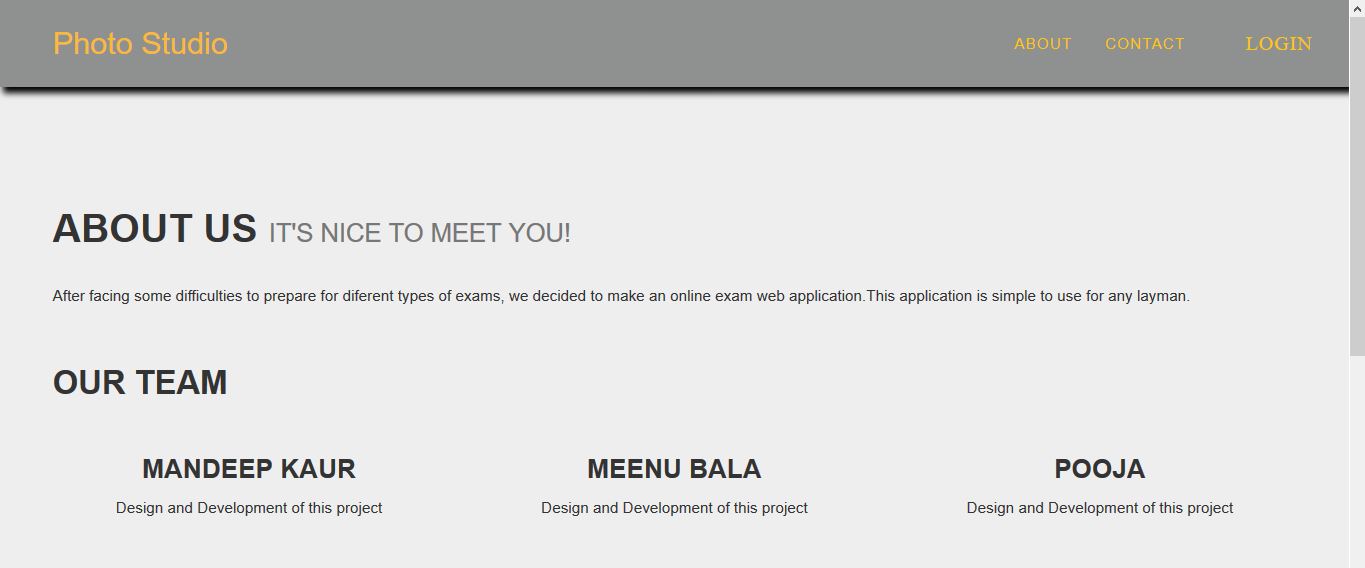 Photo Studio ABOUT CONTACT LOGIN
ABOUT US IT'S NICE TO MEET YOU!
After facing some difficulties to prepare for diferent types of exams, we decided to make an online exam web application.This application is simple to use for any layman.
OUR TEAM
MANDEEP KAUR MEENU BALA POOJA
Design and Development of this project Design and Development of this project Design and Development of this project